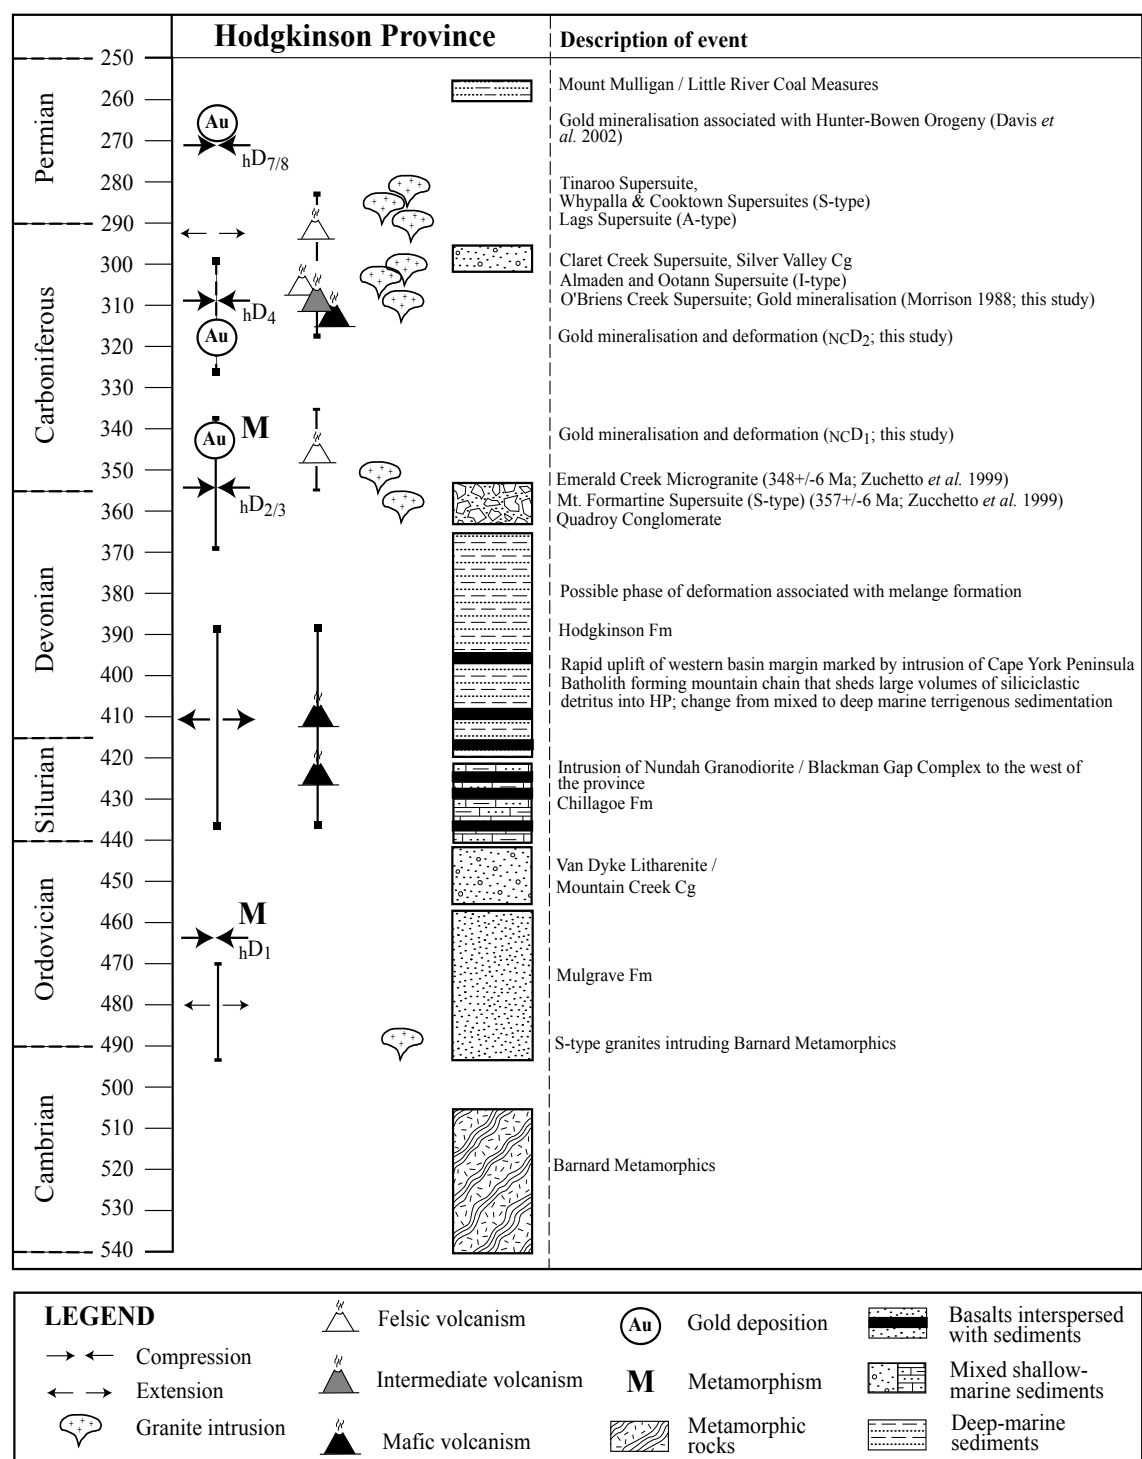 Hodgkinson Province
Description of event
250
260
270
280
290
300
310
320
330
340
350
360
370
380
390
400
410
420
430
440
450
460
470
480
490
500
510
520
530
540
Permian
Carboniferous
Devonian
Silurian
Ordovician
Cambrian
Au
hD7/8
hD4
Au
Au
M
hD2/3
M
hD1
Mount Mulligan / Little River Coal Measures
Gold mineralisation associated with Hunter-Bowen Orogeny (Davis et
al. 2002)
Tinaroo Supersuite,
Whypalla & Cooktown Supersuites (S-type)
Lags Supersuite (A-type)
Claret Creek Supersuite, Silver Valley Cg
Almaden and Ootann Supersuite (I-type)
O'Briens Creek Supersuite; Gold mineralisation (Morrison 1988; this study)
Gold mineralisation and deformation (NCD2; this study)
Gold mineralisation and deformation (NCD1; this study)
Emerald Creek Microgranite (348+/-6 Ma; Zuchetto et al. 1999)
Mt. Formartine Supersuite (S-type) (357+/-6 Ma; Zucchetto et al. 1999)
Quadroy Conglomerate
Possible phase of deformation associated with melange formation
Hodgkinson Fm
Rapid uplift of western basin margin marked by intrusion of Cape York Peninsula
Batholith forming mountain chain that sheds large volumes of siliciclastic
detritus into HP; change from mixed to deep marine terrigenous sedimentation
Intrusion of Nundah Granodiorite / Blackman Gap Complex to the west of
the province
Chillagoe Fm
Van Dyke Litharenite /
Mountain Creek Cg
Mulgrave Fm
S-type granites intruding Barnard Metamorphics
Barnard Metamorphics
LEGEND
Compression
Extension
Granite intrusion
Felsic volcanism
Intermediate volcanism
Mafic volcanism
Au Gold deposition
M Metamorphism
Metamorphic
rocks
Basalts interspersed
with sediments
Mixed shallow-
marine sediments
Deep-marine
sediments